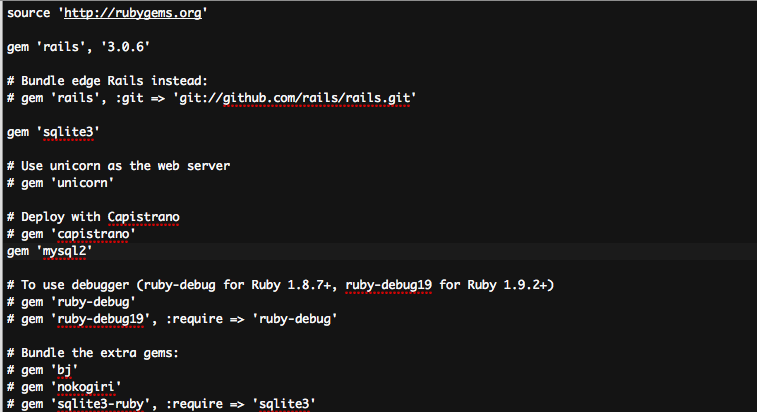 source 'http://rubygems.org'
gem 'rails', '3.0.6'
# Bundle edge Rails instead:
# gem 'rails', :git => 'git://github.com/rails/rails.git'
gem 'sqlite3'
# Use unicorn as the web server
# gem 'unicorn'
# Deploy with Capistrano
# gem 'capistrano'
gem 'mysql2'
# To use debugger (ruby-debug for Ruby 1.8.7+, ruby-debug19 for Ruby 1.9.2+)
# gem 'ruby-debug'
# gem 'ruby-debug19', :require => 'ruby-debug'
# Bundle the extra gems:
# gem 'bj'
# gem 'nokogiri'
# gem 'sqlite3-ruby', :require => 'sqlite3'